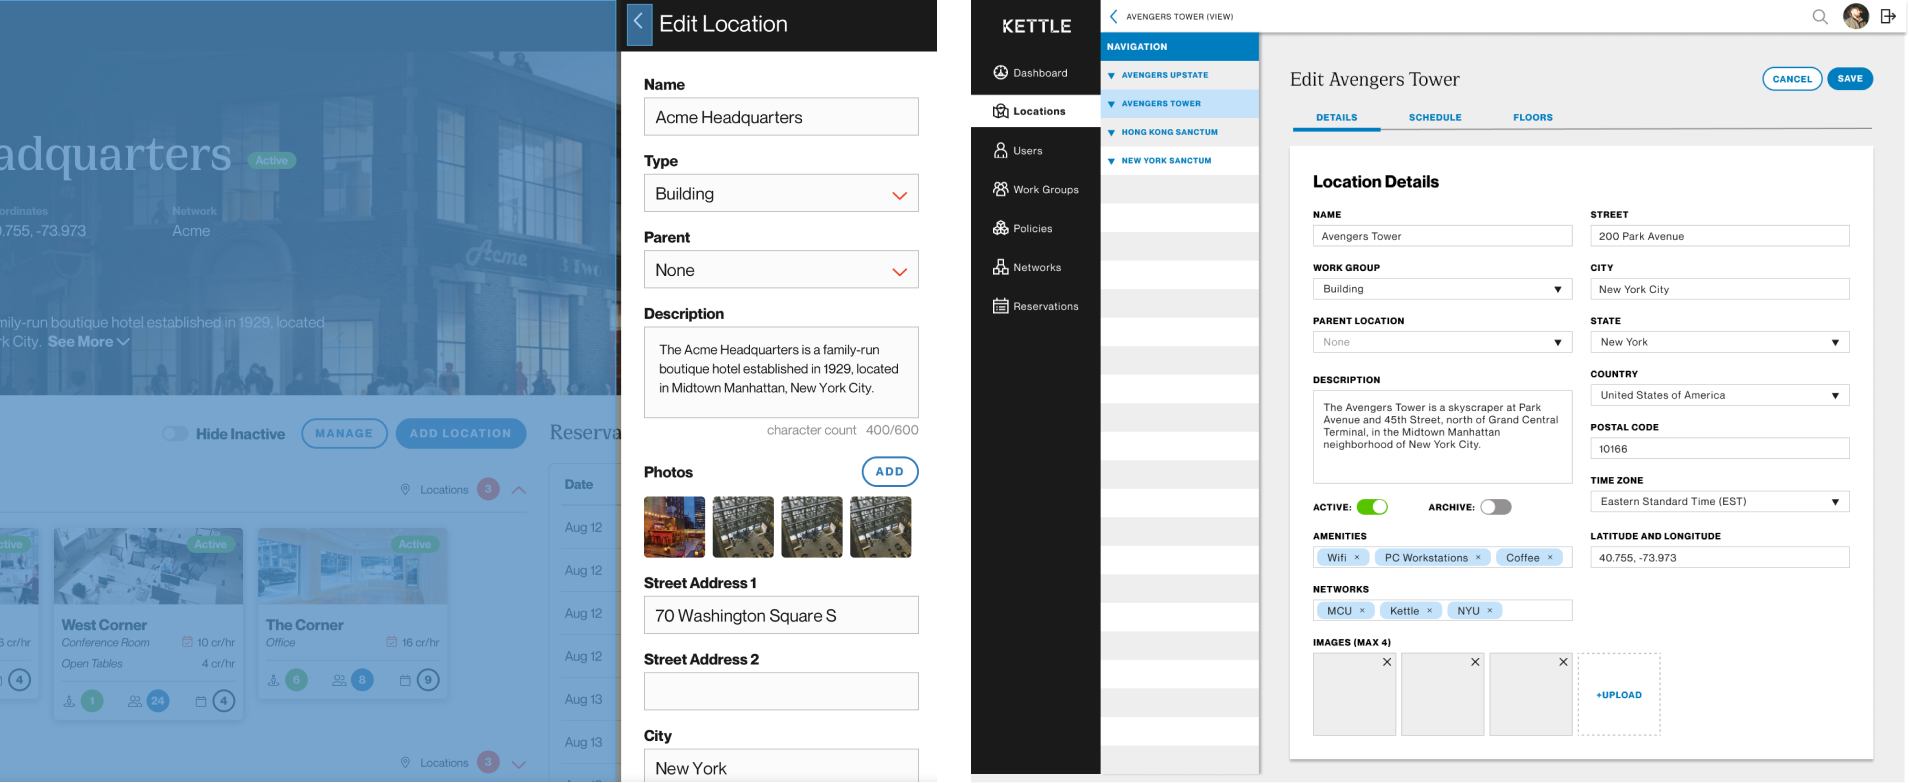 adquarters
Active
ordinates
Network
0.755, -73.973
Acme
Acme
3 Two
mily-run boutique hotel established in 1929, located
rk City. See More
Hide Inactive
MANAGE
ADD LOCATION
Reserva
Locations 3
Date
Aug 12
Aug 12
Aug 12
Aug 12
Aug 13
Aug 13
ctive
Active
Active
6 cr/hr
West Corner
Conference Room
10 cr/hr
Open Tables
4 cr/hr
The Corner
Office
16 cr/hr
4
1
24
4
6
8
9
Locations 3
Edit Location
Name
Acme Headquarters
Type
Building
Parent
None
Description
The Acme Headquarters is a family-run
boutique hotel established in 1929, located
in Midtown Manhattan, New York City.
character count 400/600
Photos
ADD
Street Address 1
70 Washington Square S
Street Address 2
City
New York
KETTLE
Dashboard
Locations
Users
Work Groups
Policies
Networks
Reservations
AVENGERS TOWER (VIEW)
NAVIGATION
AVENGERS UPSTATE
AVENGERS TOWER
HONG KONG SANCTUM
NEW YORK SANCTUM
Edit Avengers Tower
CANCEL
SAVE
DETAILS
SCHEDULE
FLOORS
Location Details
NAME
Avengers Tower
WORK GROUP
Building
PARENT LOCATION
None
DESCRIPTION
The Avengers Tower is a skyscraper at Park
Avenue and 45th Street, north of Grand Central
Terminal, in the Midtown Manhattan
neighborhood of New York City.
ACTIVE:
ARCHIVE:
AMENITIES
Wifi ×
PC Workstations ×
Coffee ×
NETWORKS
MCU ×
Kettle ×
NYU ×
IMAGES (MAX 4)
+UPLOAD
STREET
200 Park Avenue
CITY
New York City
STATE
New York
COUNTRY
United States of America
POSTAL CODE
10166
TIME ZONE
Eastern Standard Time (EST)
LATITUDE AND LONGITUDE
40.755, -73.973